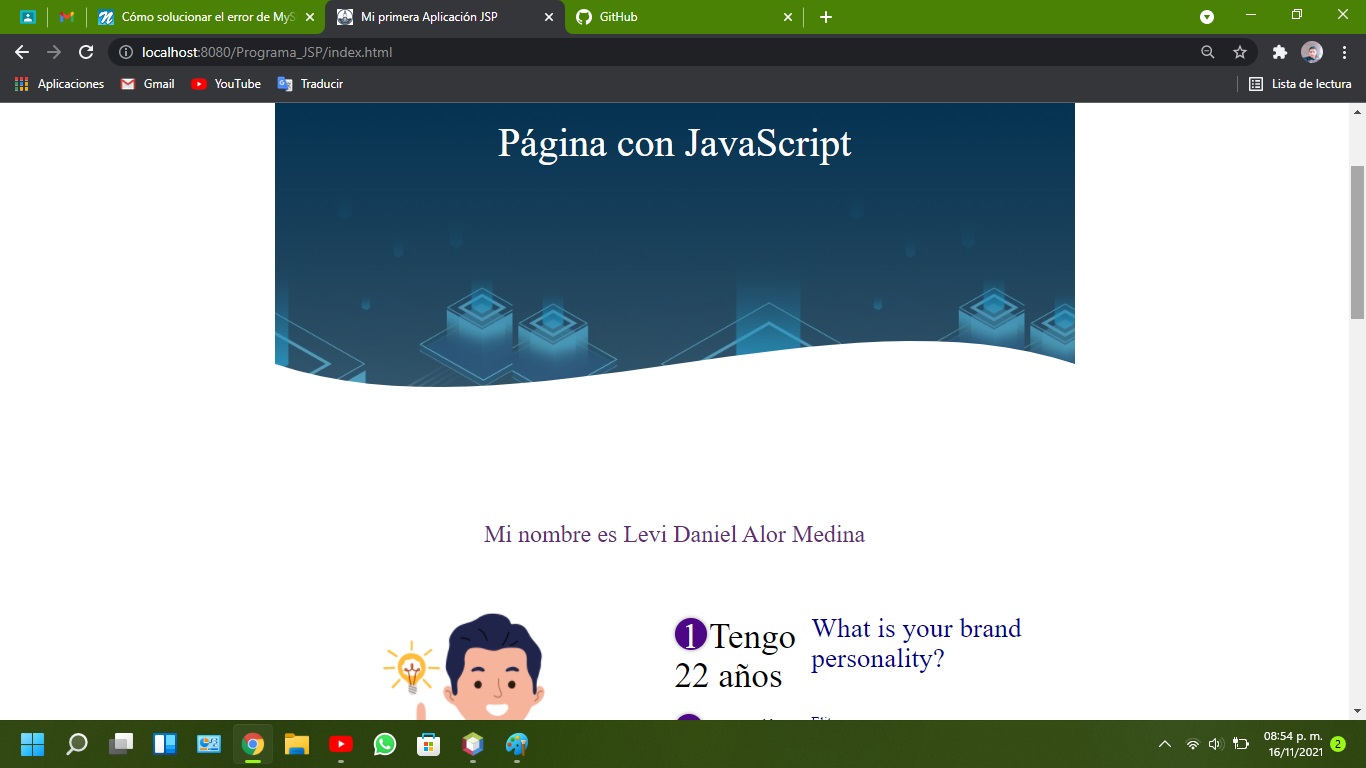 Cómo solucionar el error de MyS
Mi primera Aplicación JSP
GitHub
localhost:8080/Programa_JSP/index.html
Aplicaciones
Gmail
YouTube
Traducir
Lista de lectura
Página con JavaScript
Mi nombre es Levi Daniel Alor Medina
1 Tengo
22 años
What is your brand
personality?
08:54 p. m.
16/11/2021
2